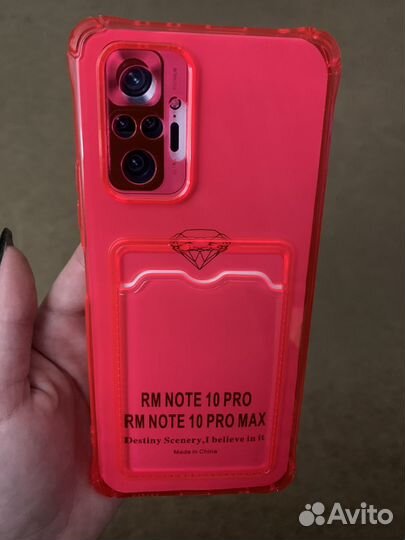 RM NOTE 10 PRO
RM NOTE 10 PRO MAX
Destiny Scenery,I believe in it
Made in China
Avito